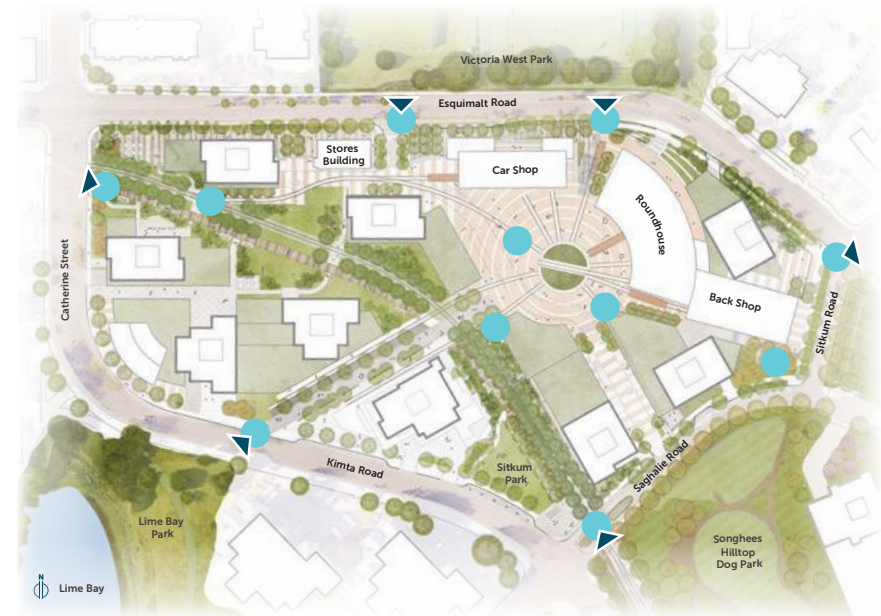 Victoria West Park
Esquimalt Road
Stores
Building
Car Shop
Roundhouse
Catherine Street
Back Shop
Sitkum Road
Sitkum
Park
Saghalie Road
Kimta Road
Lime Bay
Park
Songhees
Hilltop
Dog Park
N
Lime Bay